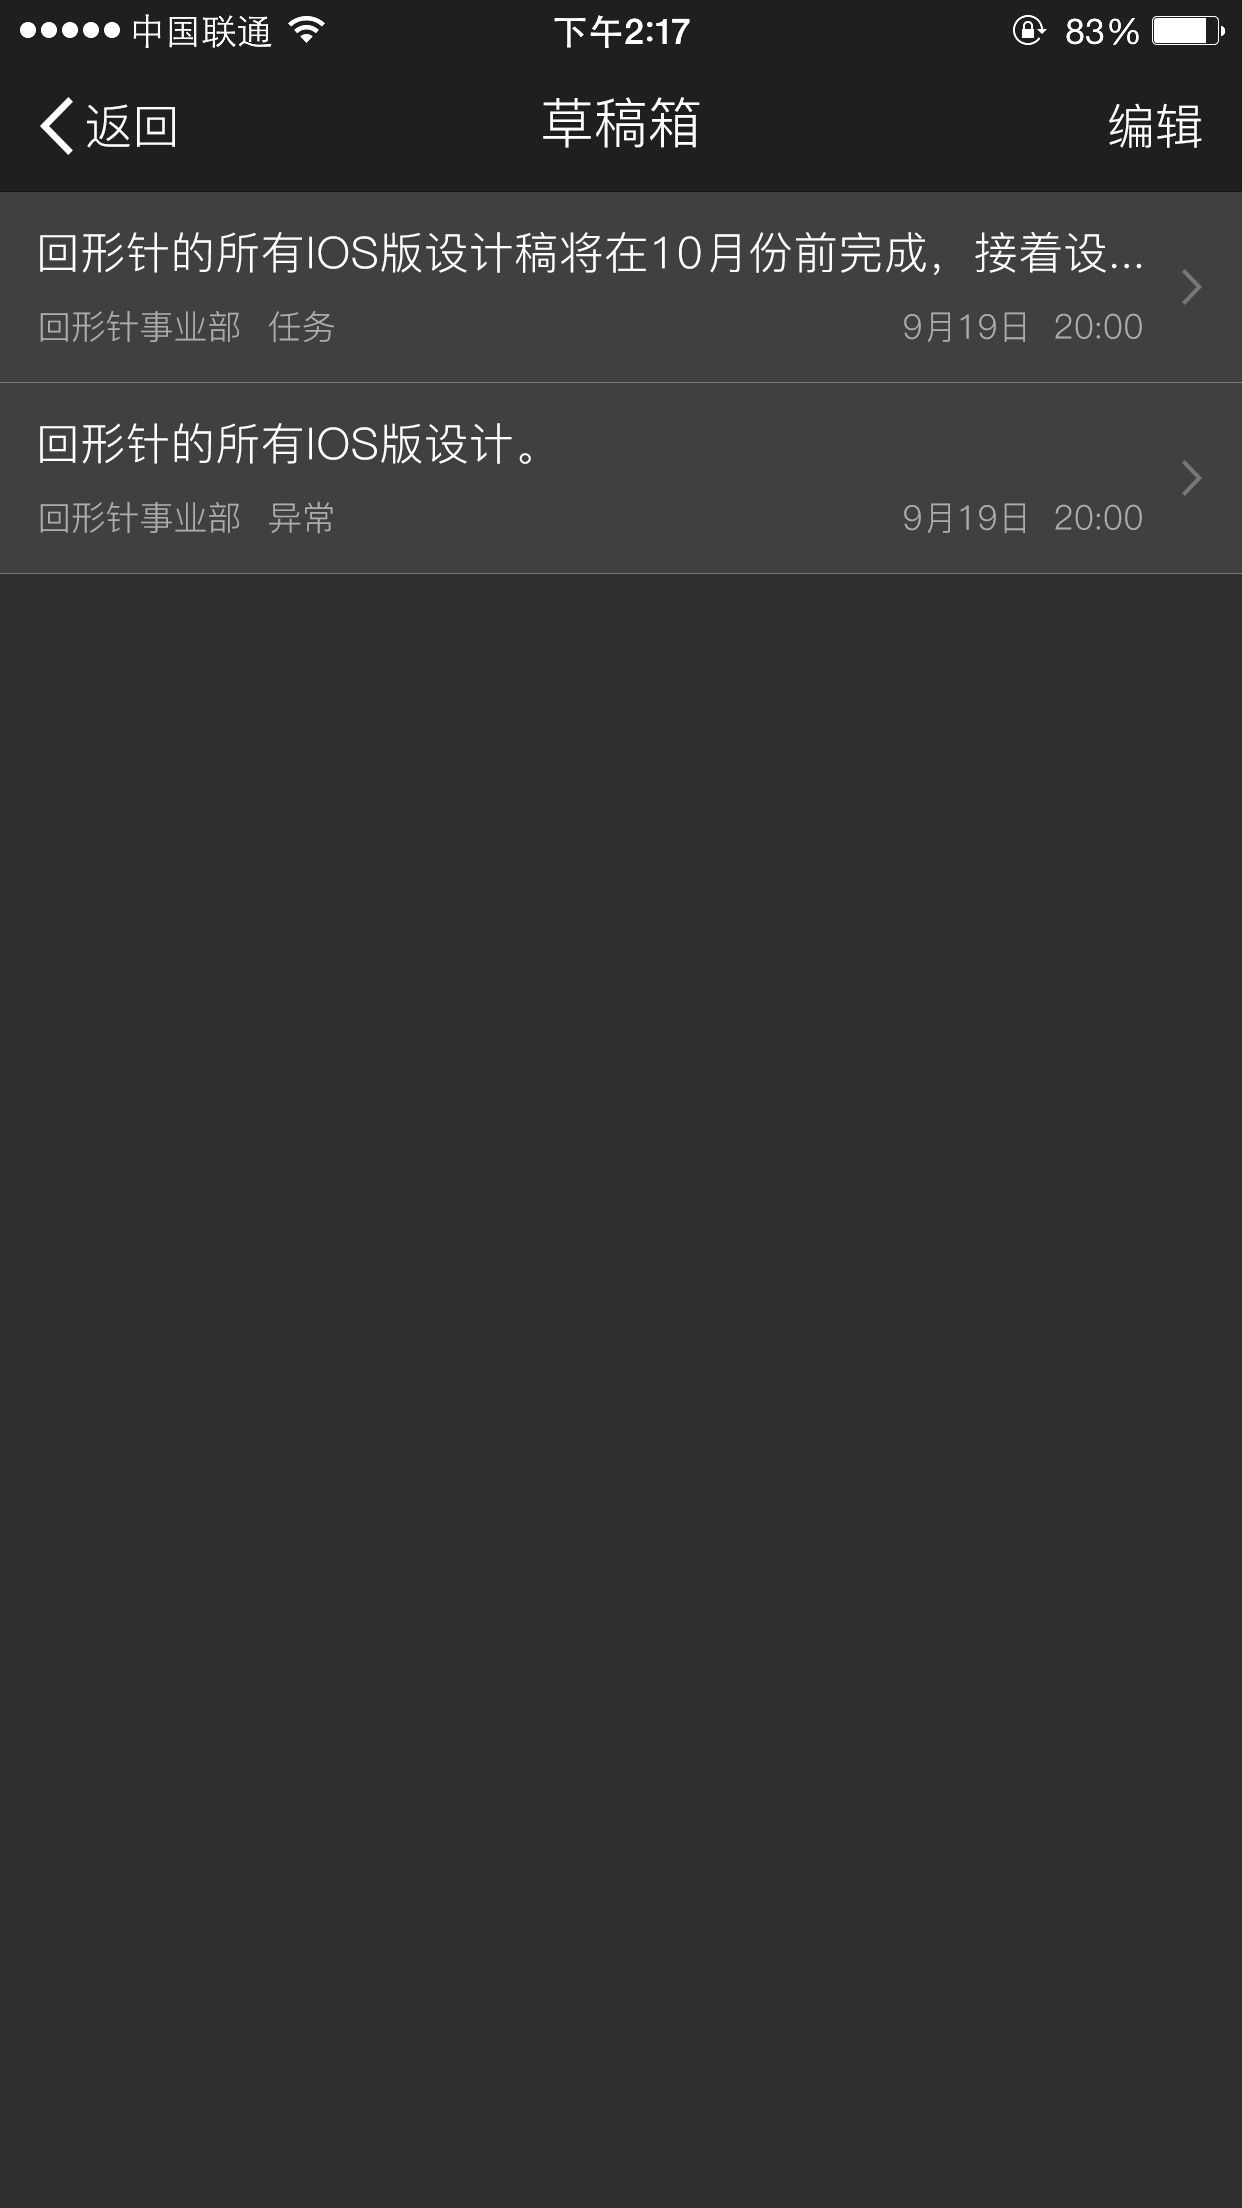 中国联通 下午2:17 83%
返回 草稿箱 编辑
回形针的所有IOS版设计稿将在10月份前完成，接着设...
回形针事业部 任务 9月19日 20:00
回形针的所有IOS版设计。
回形针事业部 异常 9月19日 20:00